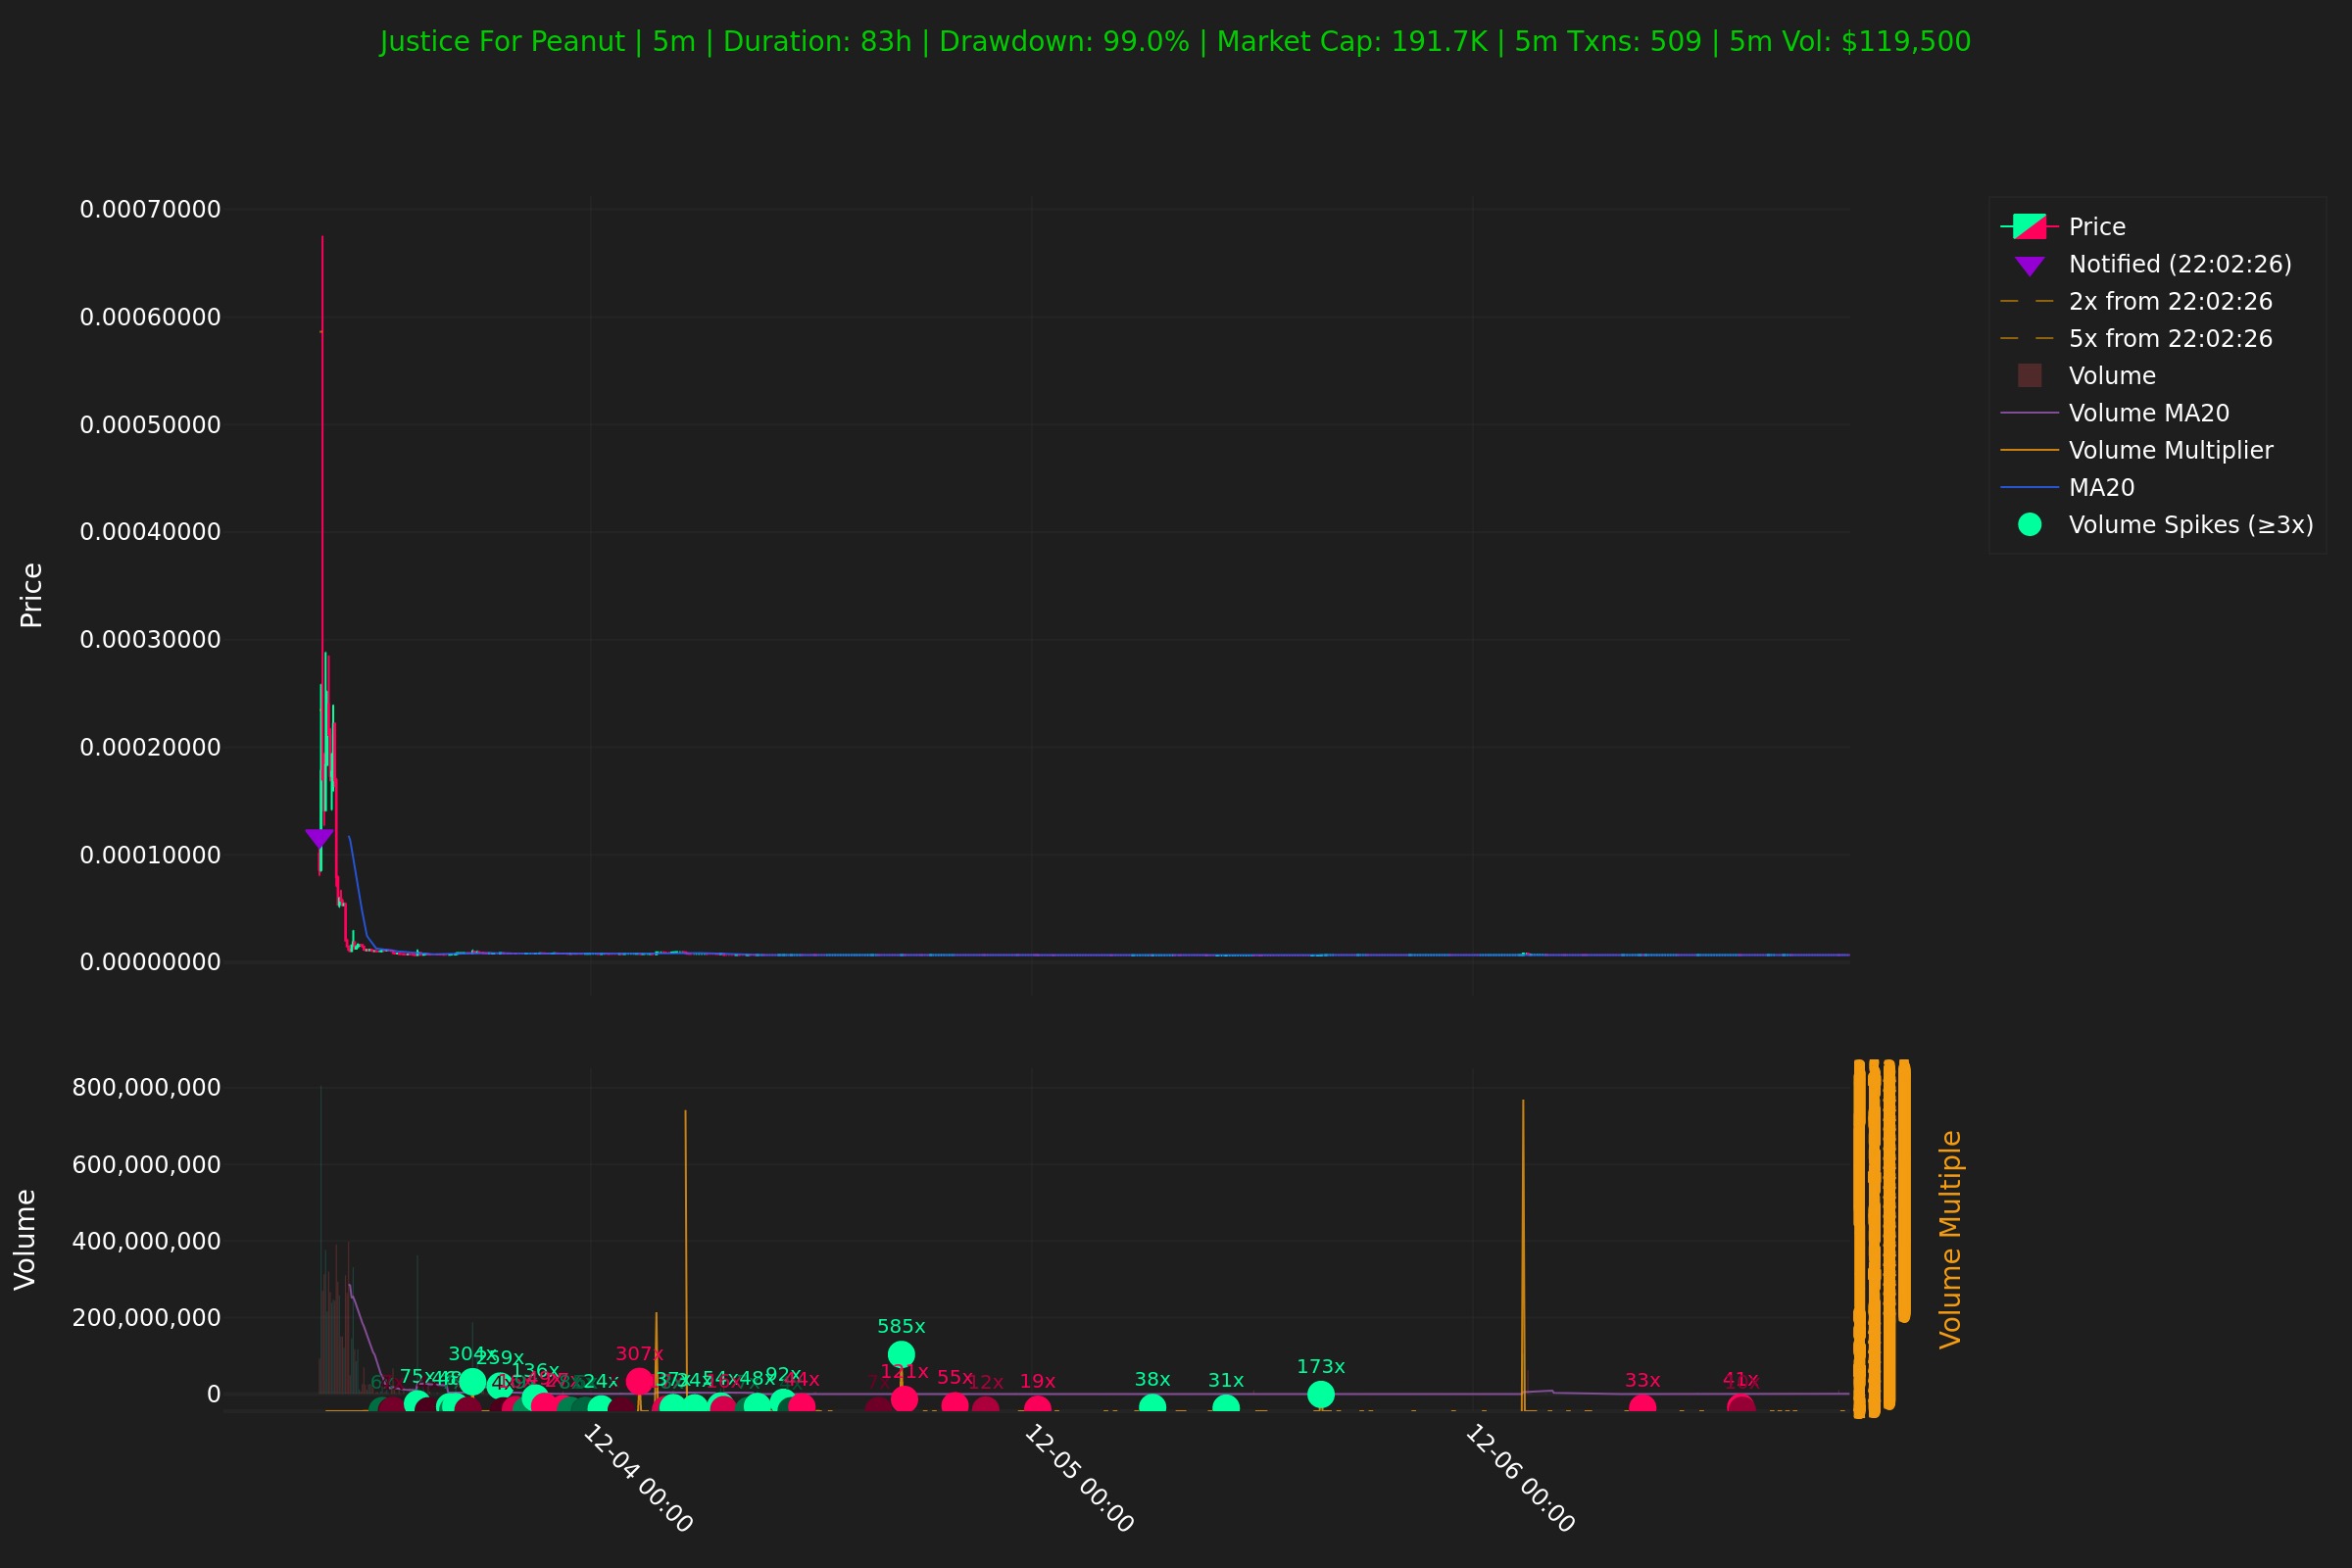 Justice For Peanut | 5m | Duration: 83h | Drawdown: 99.0% | Market Cap: 191.7K | 5m Txns: 509 | 5m Vol: $119,500
Price
0.00070000
0.00060000
0.00050000
0.00040000
0.00030000
0.00020000
0.00010000
0.00000000
Price
Notified (22:02:26)
2x from 22:02:26
5x from 22:02:26
Volume
Volume MA20
Volume Multiplier
MA20
Volume Spikes (≥3x)
Volume
800,000,000
600,000,000
400,000,000
200,000,000
0
75x
304x
259x
136x
24x
307x
37x
54x
48x
92x
44x
585x
121x
55x
12x
19x
38x
31x
173x
33x
41x
Volume Multiple
12-04 00:00
12-05 00:00
12-06 00:00